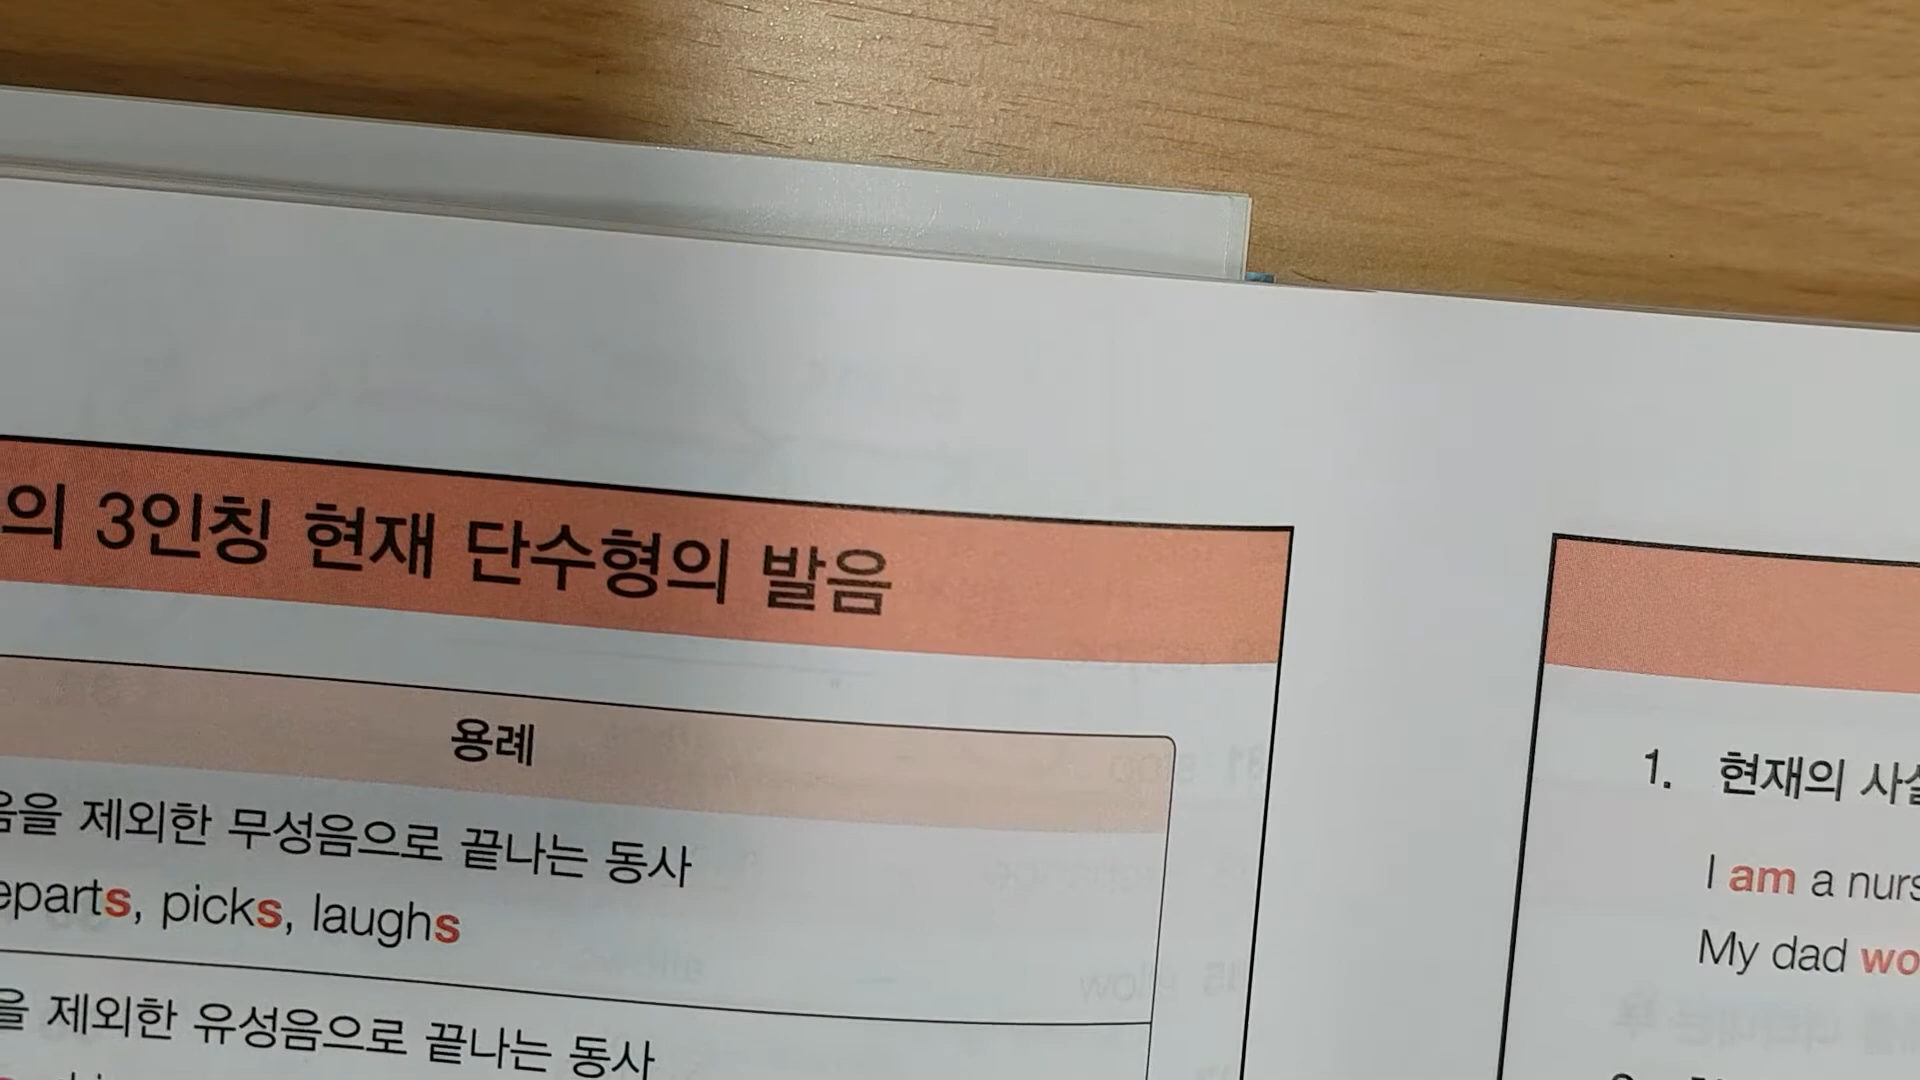 의 3인칭 현재 단수형의 발음
용례
음을 제외한 무성음으로 끝나는 동사
eparts, picks, laughs
을 제외한 유성음으로 끝나는 동사
1. 현재의 사실
I am a nurs
My dad wo